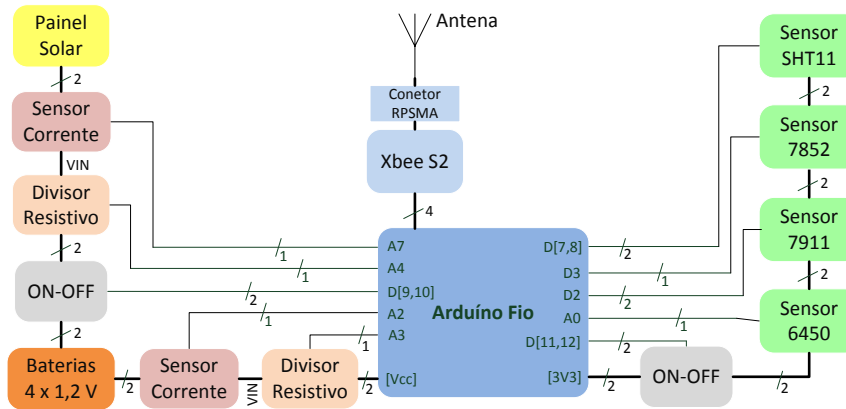 Painel
Solar
2
Sensor
Corrente
VIN
Divisor
Resistivo
2
ON-OFF
2
Baterias
4 x 1,2 V
2
Sensor
Corrente
VIN
Divisor
Resistivo
2
1
1
2
1
1
Antena
Conetor
RPSMA
Xbee S2
4
A7
A4
D[9,10]
A2
A3
[Vcc]
Arduíno Fio
D[7,8]
D3
D2
A0
D[11,12]
[3V3]
2
1
2
1
2
2
ON-OFF
2
Sensor
SHT11
2
Sensor
7852
2
Sensor
7911
2
Sensor
6450